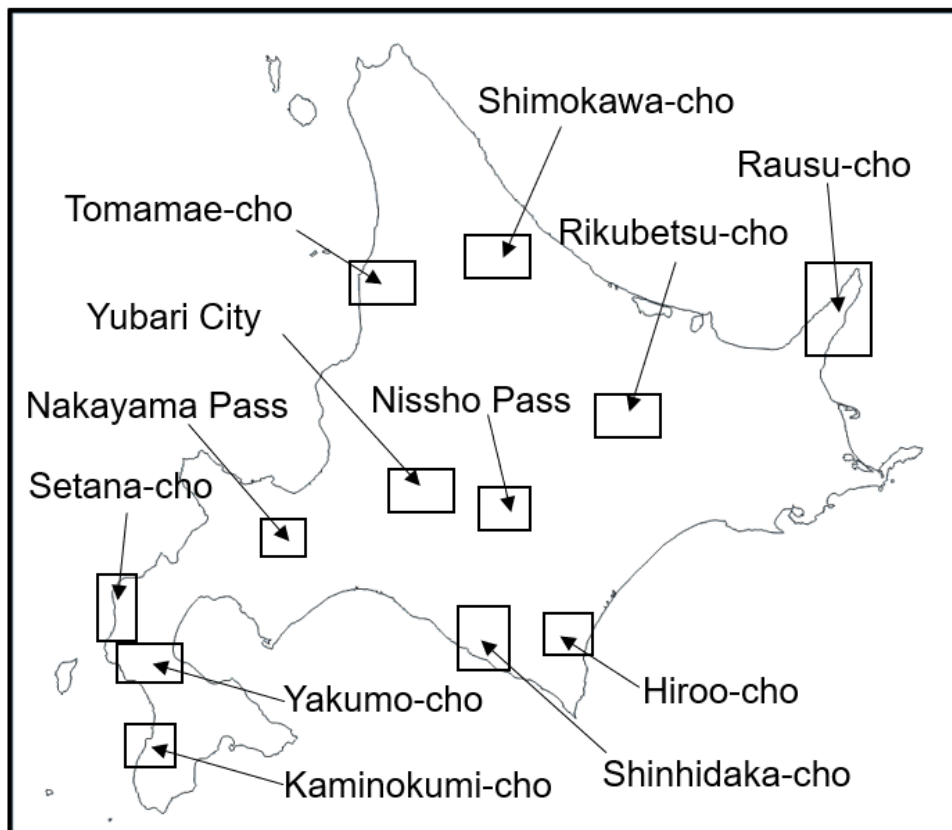 Shimokawa-cho
Rausu-cho
Tomamae-cho
Rikubetsu-cho
Yubari City
Nakayama Pass
Nissho Pass
Setana-cho
Yakumo-cho
Hiroo-cho
Kaminokumi-cho
Shinhidaka-cho